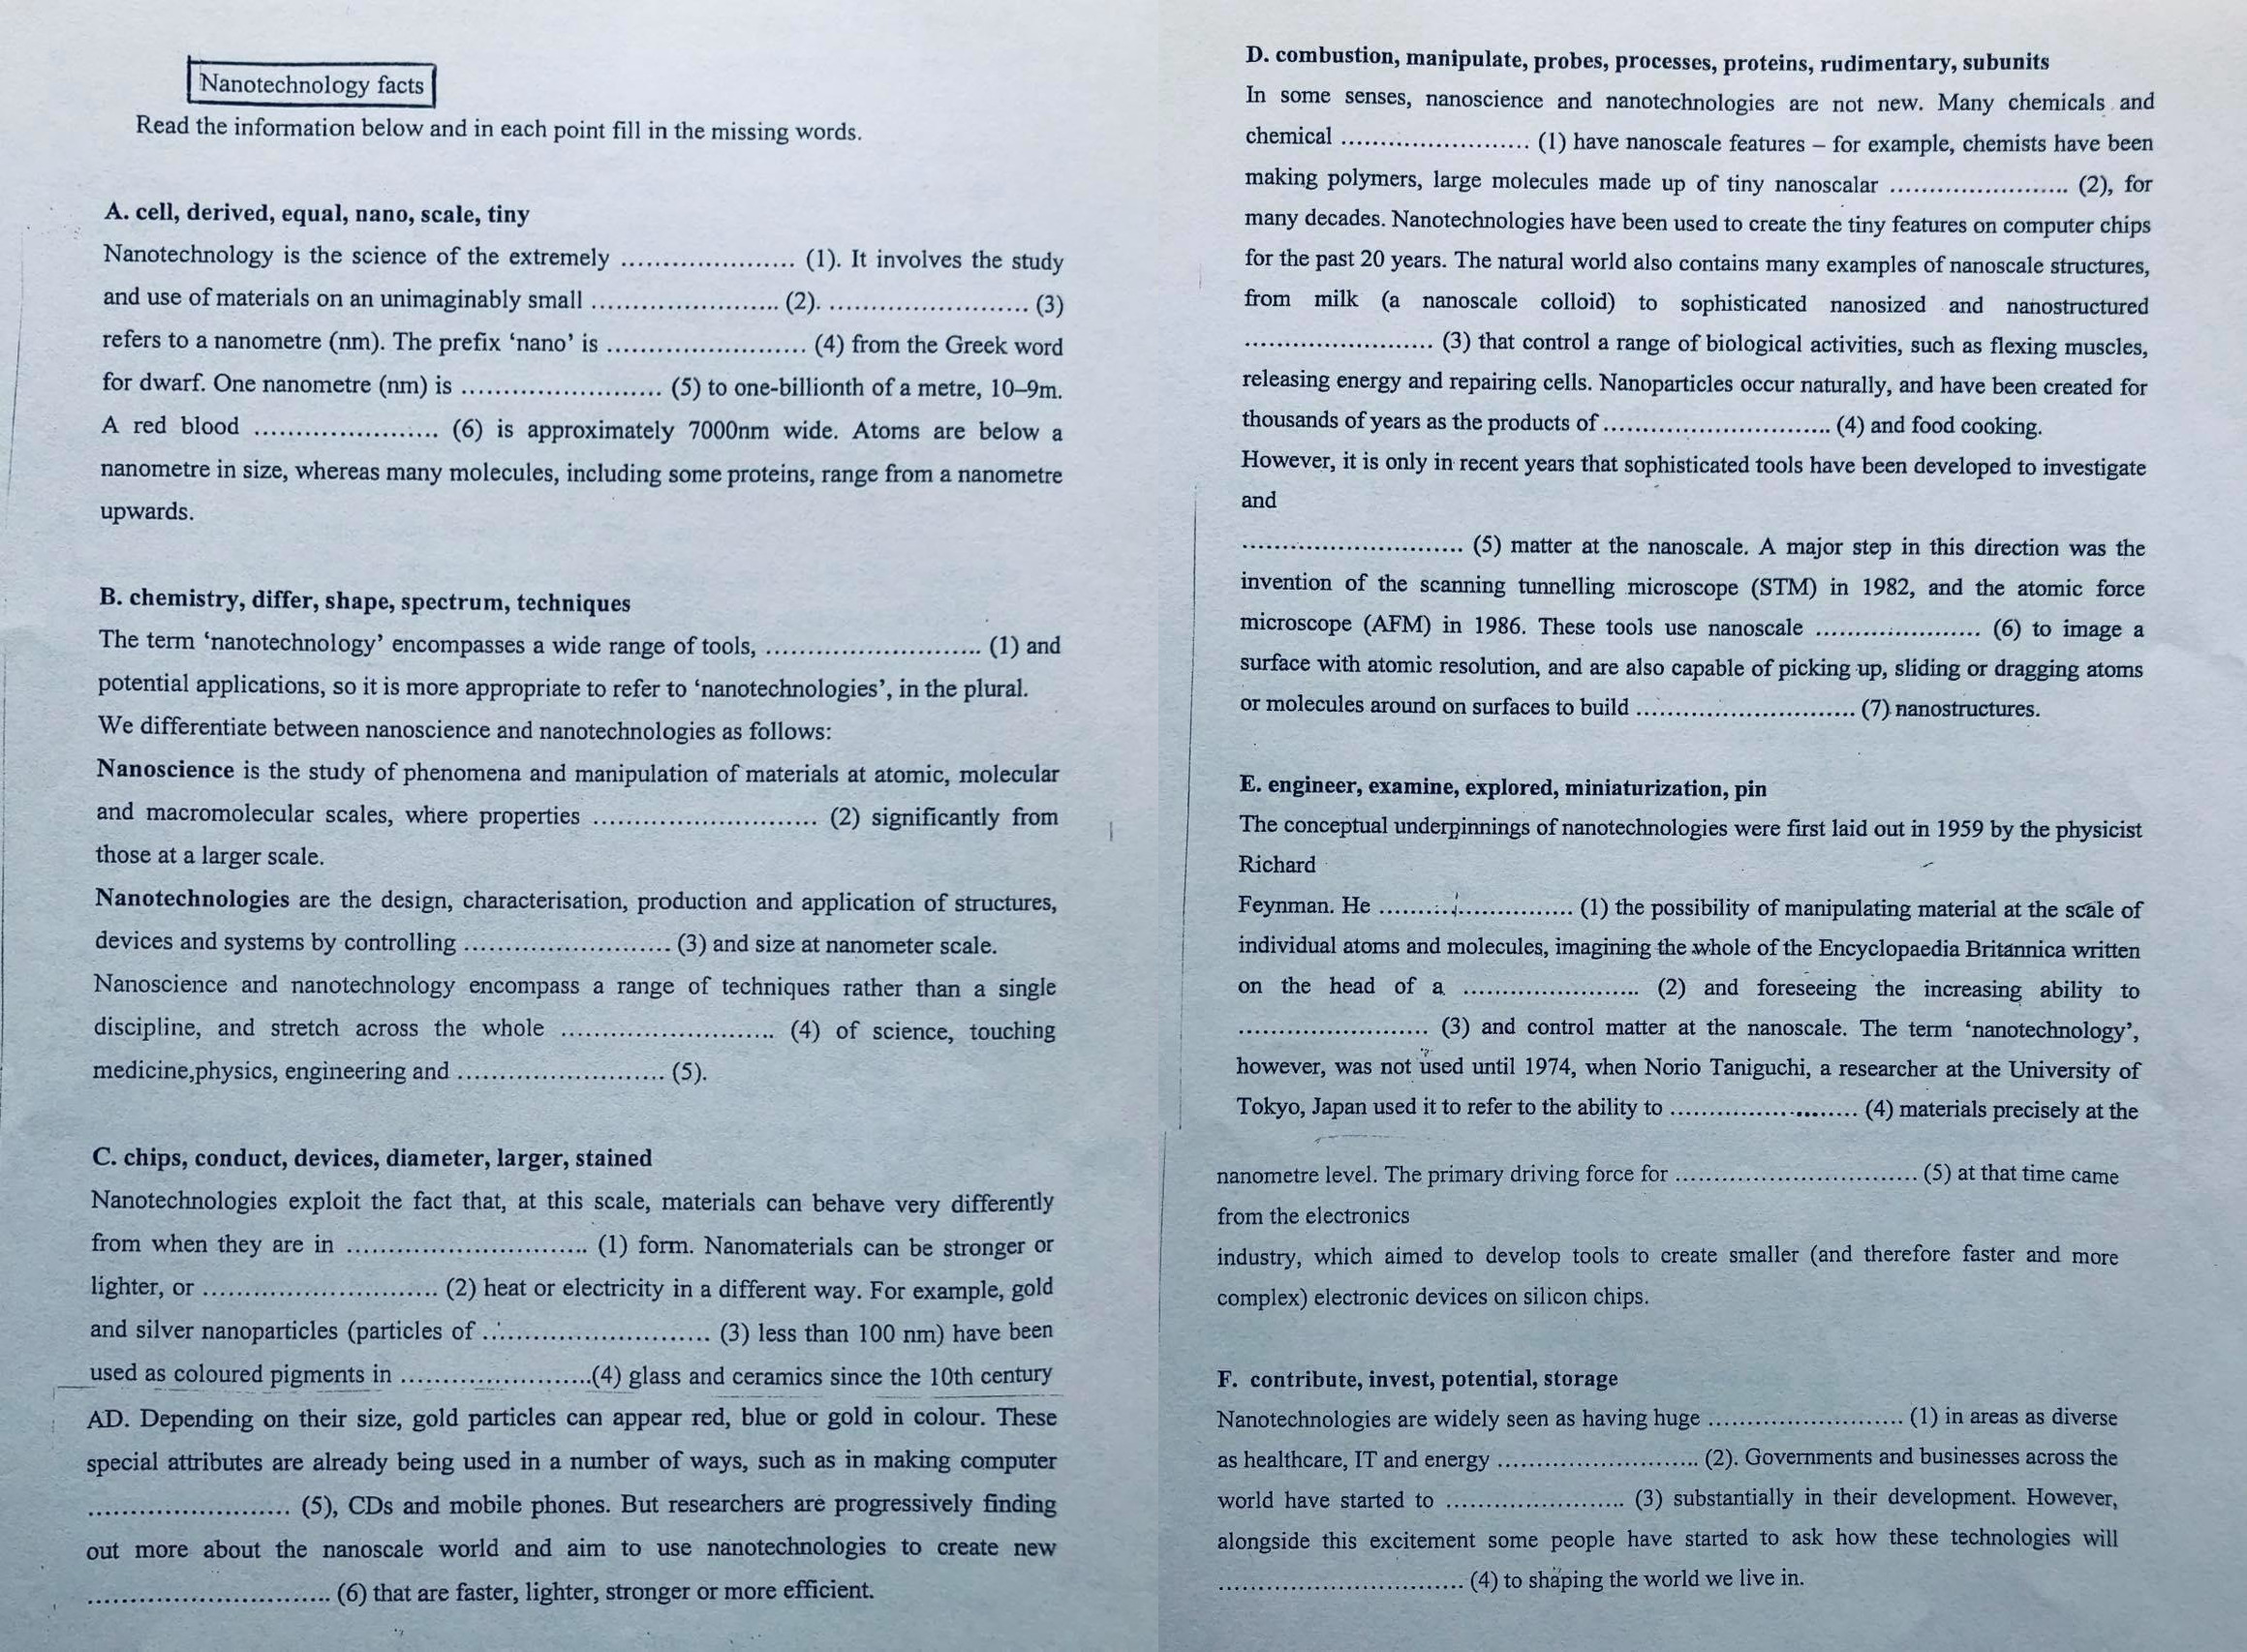 Nanotechnology facts
Read the information below and in each point fill in the missing words.
A. cell, derived, equal, nano, scale, tiny
Nanotechnology is the science of the extremely ..................... (1). It involves the study
and use of materials on an unimaginably small ....................... (2). ........................ (3)
refers to a nanometre (nm). The prefix ‘nano’ is ........................ (4) from the Greek word
for dwarf. One nanometre (nm) is ........................ (5) to one-billionth of a metre, 10–9m.
A red blood ...................... (6) is approximately 7000nm wide. Atoms are below a
nanometre in size, whereas many molecules, including some proteins, range from a nanometre
upwards.
B. chemistry, differ, shape, spectrum, techniques
The term ‘nanotechnology’ encompasses a wide range of tools, .......................... (1) and
potential applications, so it is more appropriate to refer to ‘nanotechnologies’, in the plural.
We differentiate between nanoscience and nanotechnologies as follows:
Nanoscience is the study of phenomena and manipulation of materials at atomic, molecular
and macromolecular scales, where properties ........................... (2) significantly from
those at a larger scale.
Nanotechnologies are the design, characterisation, production and application of structures,
devices and systems by controlling ......................... (3) and size at nanometer scale.
Nanoscience and nanotechnology encompass a range of techniques rather than a single
discipline, and stretch across the whole .......................... (4) of science, touching
medicine,physics, engineering and ......................... (5).
C. chips, conduct, devices, diameter, larger, stained
Nanotechnologies exploit the fact that, at this scale, materials can behave very differently
from when they are in ............................. (1) form. Nanomaterials can be stronger or
lighter, or ............................ (2) heat or electricity in a different way. For example, gold
and silver nanoparticles (particles of ........................... (3) less than 100 nm) have been
used as coloured pigments in .......................(4) glass and ceramics since the 10th century
AD. Depending on their size, gold particles can appear red, blue or gold in colour. These
special attributes are already being used in a number of ways, such as in making computer
........................ (5), CDs and mobile phones. But researchers are progressively finding
out more about the nanoscale world and aim to use nanotechnologies to create new
............................. (6) that are faster, lighter, stronger or more efficient.
D. combustion, manipulate, probes, processes, proteins, rudimentary, subunits
In some senses, nanoscience and nanotechnologies are not new. Many chemicals and
chemical ....................... (1) have nanoscale features – for example, chemists have been
making polymers, large molecules made up of tiny nanoscalar ...................... (2), for
many decades. Nanotechnologies have been used to create the tiny features on computer chips
for the past 20 years. The natural world also contains many examples of nanoscale structures,
from milk (a nanoscale colloid) to sophisticated nanosized and nanostructured
....................... (3) that control a range of biological activities, such as flexing muscles,
releasing energy and repairing cells. Nanoparticles occur naturally, and have been created for
thousands of years as the products of ............................ (4) and food cooking.
However, it is only in recent years that sophisticated tools have been developed to investigate
and
........................... (5) matter at the nanoscale. A major step in this direction was the
invention of the scanning tunnelling microscope (STM) in 1982, and the atomic force
microscope (AFM) in 1986. These tools use nanoscale .................... (6) to image a
surface with atomic resolution, and are also capable of picking up, sliding or dragging atoms
or molecules around on surfaces to build ........................... (7) nanostructures.
E. engineer, examine, explored, miniaturization, pin
The conceptual underpinnings of nanotechnologies were first laid out in 1959 by the physicist
Richard
Feynman. He ........................ (1) the possibility of manipulating material at the scale of
individual atoms and molecules, imagining the whole of the Encyclopaedia Britannica written
on the head of a ..................... (2) and foreseeing the increasing ability to
....................... (3) and control matter at the nanoscale. The term ‘nanotechnology’,
however, was not used until 1974, when Norio Taniguchi, a researcher at the University of
Tokyo, Japan used it to refer to the ability to ....................... (4) materials precisely at the
nanometre level. The primary driving force for .............................. (5) at that time came
from the electronics
industry, which aimed to develop tools to create smaller (and therefore faster and more
complex) electronic devices on silicon chips.
F. contribute, invest, potential, storage
Nanotechnologies are widely seen as having huge ........................ (1) in areas as diverse
as healthcare, IT and energy ......................... (2). Governments and businesses across the
world have started to ...................... (3) substantially in their development. However,
alongside this excitement some people have started to ask how these technologies will
.............................. (4) to shaping the world we live in.